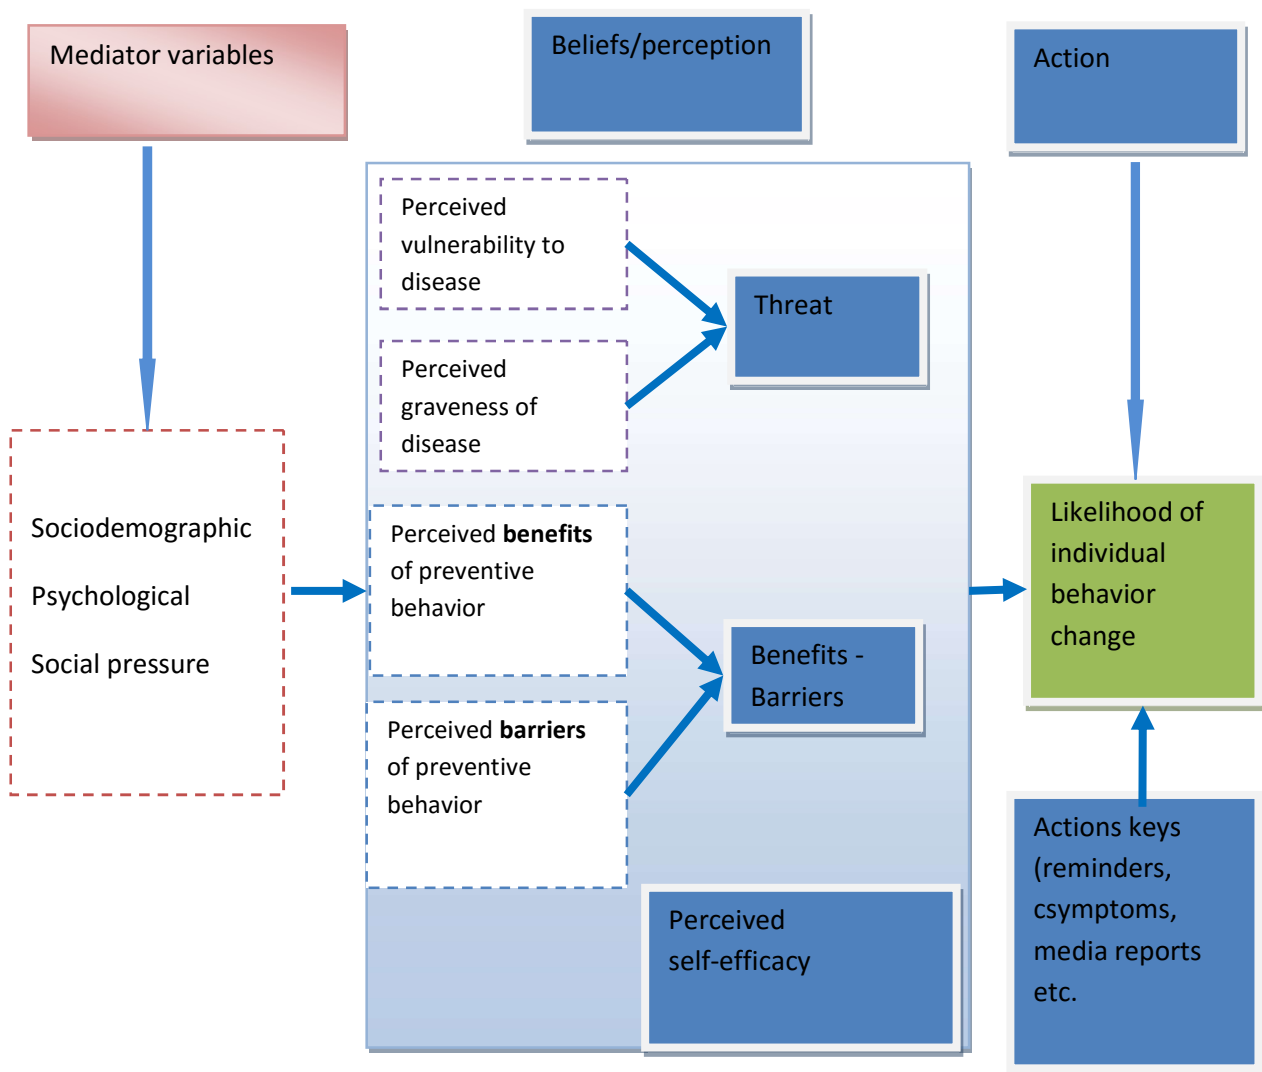 Mediator variables
Beliefs/perception
Action
Perceived
vulnerability to
disease
Threat
Perceived
graveness of
disease
Sociodemographic
Psychological
Social pressure
Perceived benefits
of preventive
behavior
Benefits -
Barriers
Perceived barriers
of preventive
behavior
Perceived
self-efficacy
Likelihood of
individual
behavior
change
Actions keys
(reminders,
csymptoms,
media reports
etc.